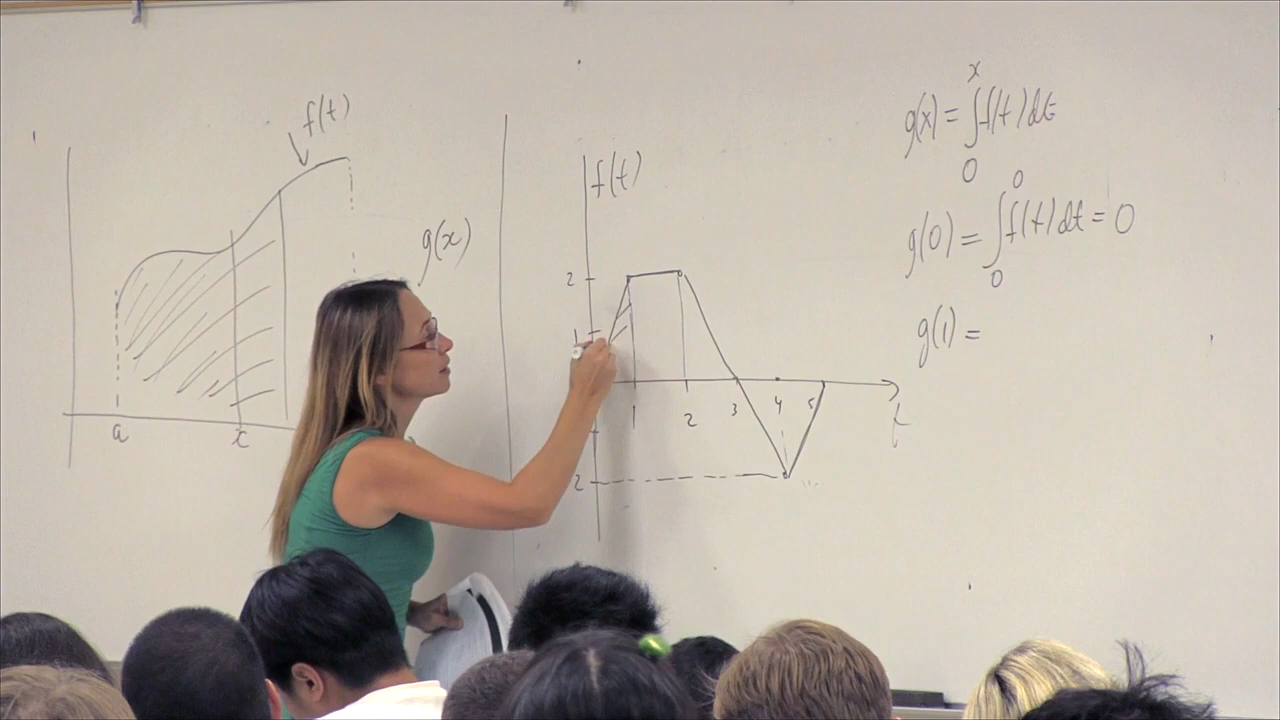 f(t)
g(x)
a
x
f(t)
2
1
1
2
3
4
5
t
2
g(x) = ∫₀ˣ f(t)dt
g(0) = ∫₀⁰ f(t)dt = 0
g(1) =